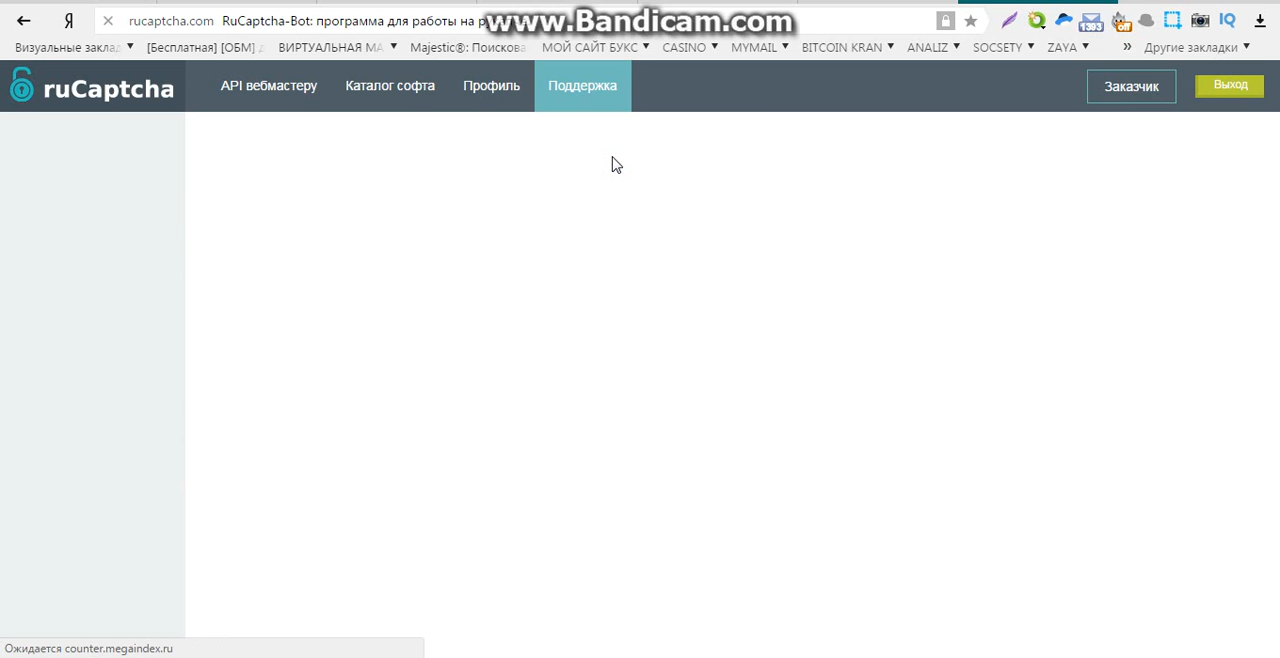 www.Bandicam.com
Я rucaptcha.com RuCaptcha-Bot: программа для работы на
Визуальные заклад [Бесплатная] [ОБМ] ВИРТУАЛЬНАЯ МА Majestic®: Поискова МОЙ САЙТ БУКС CASINO MYMAIL BITCOIN KRAN ANALIZ SOCSETY ZAYA » Другие закладки
ruCaptcha API вебмастеру Каталог софта Профиль Поддержка Заказчик Выход
Ожидается counter.megaindex.ru